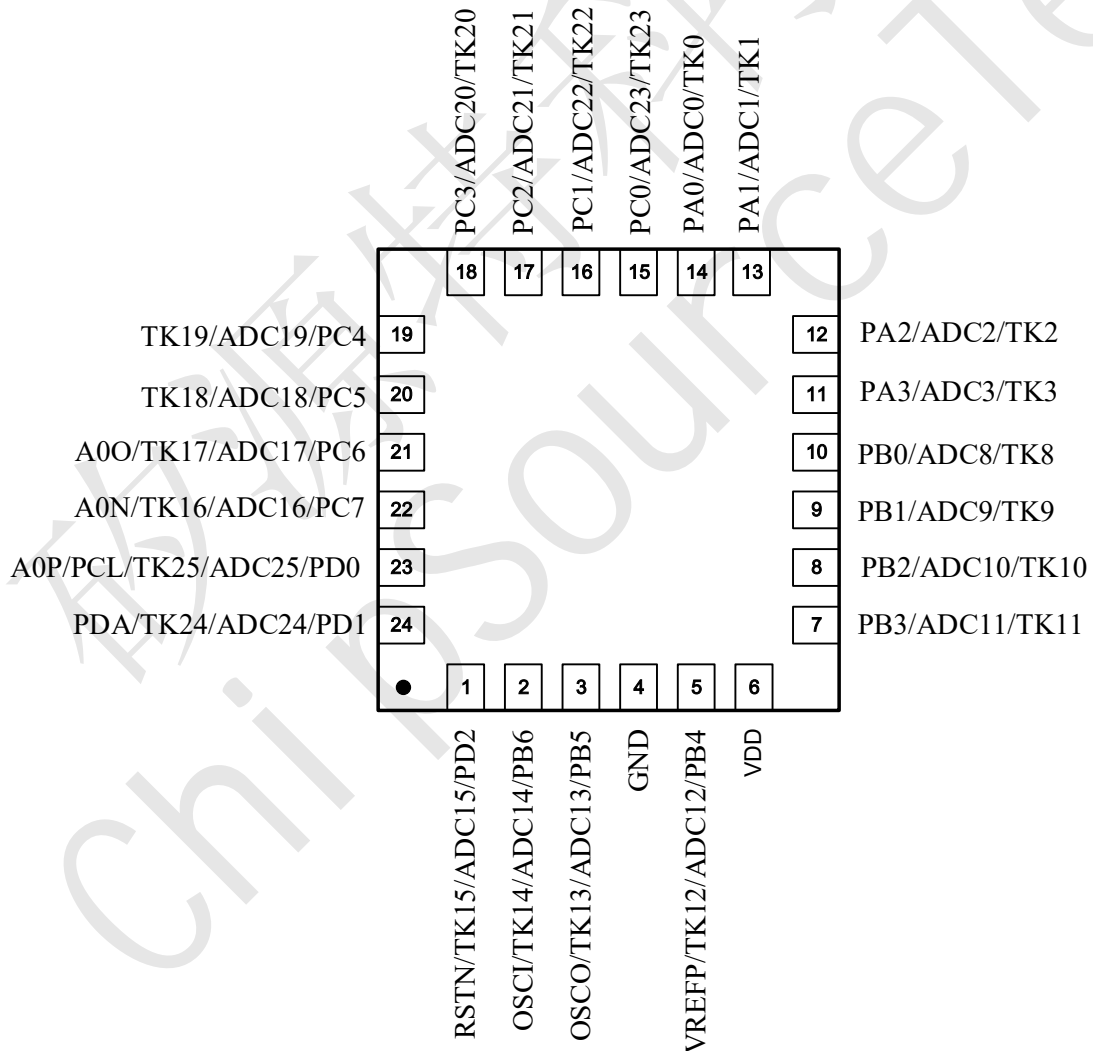 PC3/ADC20/TK20
PC2/ADC21/TK21
PC1/ADC22/TK22
PC0/ADC23/TK23
PA0/ADC0/TK0
PA1/ADC1/TK1
18
17
16
15
14
13
TK19/ADC19/PC4
19
12
PA2/ADC2/TK2
TK18/ADC18/PC5
20
11
PA3/ADC3/TK3
A0O/TK17/ADC17/PC6
21
10
PB0/ADC8/TK8
A0N/TK16/ADC16/PC7
22
9
PB1/ADC9/TK9
A0P/PCL/TK25/ADC25/PD0
23
8
PB2/ADC10/TK10
PDA/TK24/ADC24/PD1
24
7
PB3/ADC11/TK11
1
2
3
4
5
6
RSTN/TK15/ADC15/PD2
OSCI/TK14/ADC14/PB6
OSCO/TK13/ADC13/PB5
GND
VREFP/TK12/ADC12/PB4
VDD
矽源特
ChipSource